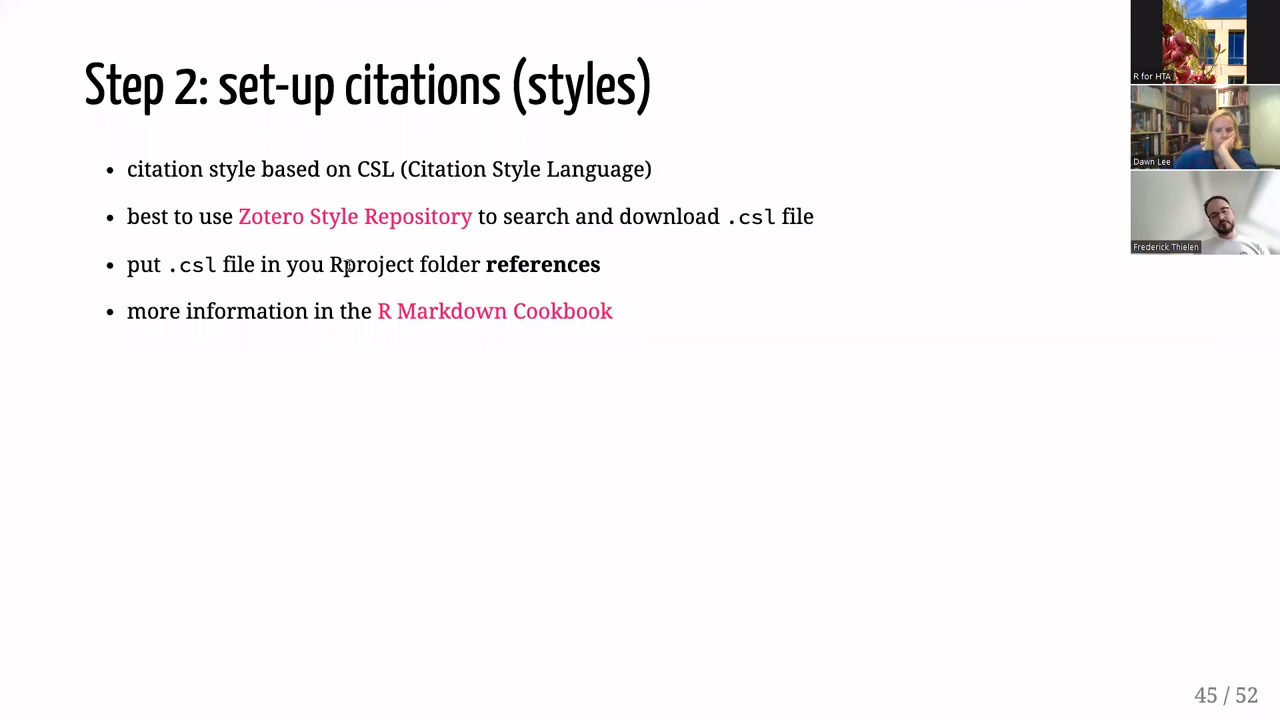 Step 2: set-up citations (styles)
• citation style based on CSL (Citation Style Language)
• best to use Zotero Style Repository to search and download .csl file
• put .csl file in you Rproject folder references
• more information in the R Markdown Cookbook
R for HTA
Dawn Lee
Frederick Thielen
45 / 52